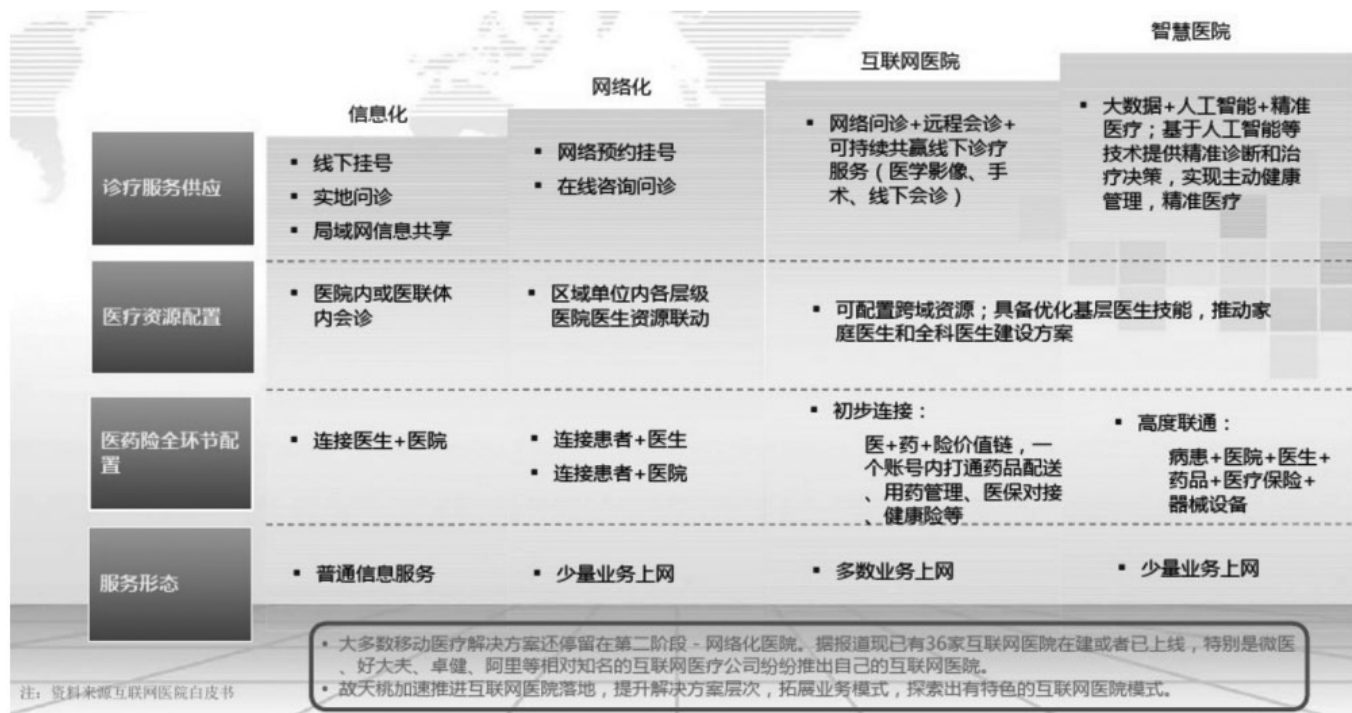 智慧医院
互联网医院
网络化
信息化
诊疗服务供应
▪ 线下挂号
▪ 实地问诊
▪ 局域网信息共享
▪ 网络预约挂号
▪ 在线咨询问诊
▪ 网络问诊+远程会诊+
可持续共赢线下诊疗
服务（医学影像、手
术、线下会诊）
▪ 大数据+人工智能+精准
医疗；基于人工智能等
技术提供精准诊断和治
疗决策，实现主动健康
管理，精准医疗
医疗资源配置
▪ 医院内或医联体
内会诊
▪ 区域单位内各层级
医院医生资源联动
▪ 可配置跨域资源；具备优化基层医生技能，推动家
庭医生和全科医生建设方案
医药险全环节配
置
▪ 连接医生+医院
▪ 连接患者+医生
▪ 连接患者+医院
▪ 初步连接：
医+药+险价值链，一
个账号内打通药品配送
、用药管理、医保对接
、健康险等
▪ 高度联通：
病患+医院+医生+
药品+医疗保险+
器械设备
服务形态
▪ 普通信息服务
▪ 少量业务上网
▪ 多数业务上网
▪ 少量业务上网
• 大多数移动医疗解决方案还停留在第二阶段 - 网络化医院。据报道现已有36家互联网医院在建或者已上线，特别是微医
、好大夫、卓健、阿里等相对知名的互联网医疗公司纷纷推出自己的互联网医院。
• 故天桃加速推进互联网医院落地，提升解决方案层次，拓展业务模式，探索出有特色的互联网医院模式。
注：资料来源互联网医院白皮书